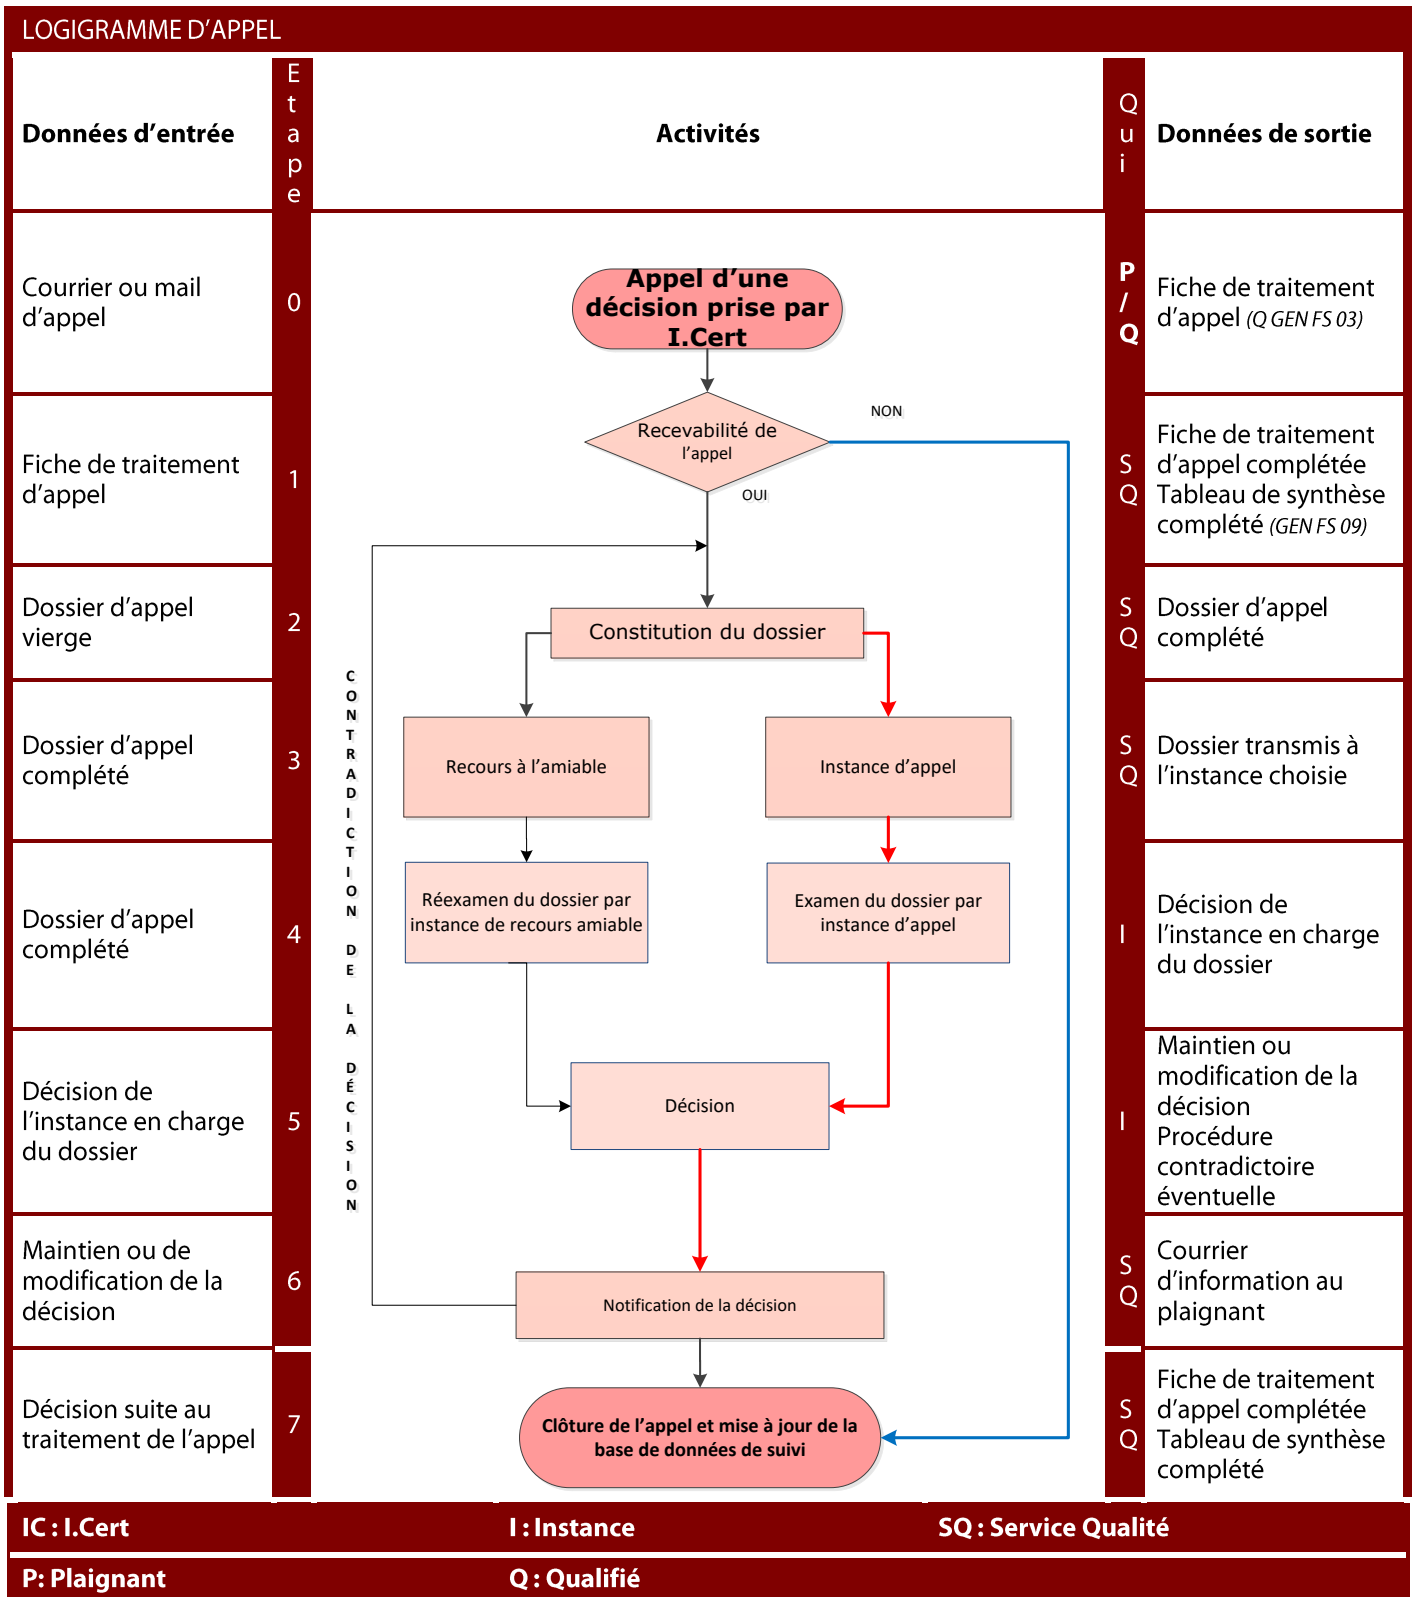 LOGIGRAMME D’APPEL
Données d’entrée
Etape
Activités
Qui
Données de sortie
Courrier ou mail
d’appel
0
Appel d’une
décision prise par
I.Cert
P/Q
Fiche de traitement
d’appel (Q GEN FS 03)
Fiche de traitement
d’appel
1
Recevabilité de
l’appel
NON
OUI
SQ
Fiche de traitement
d’appel complétée
Tableau de synthèse
complété (GEN FS 09)
Dossier d’appel
vierge
2
Constitution du dossier
SQ
Dossier d’appel
complété
CONTRADICTION DE LA DÉCISION
Dossier d’appel
complété
3
Recours à l’amiable
Instance d’appel
SQ
Dossier transmis à
l’instance choisie
Dossier d’appel
complété
4
Réexamen du dossier par
instance de recours amiable
Examen du dossier par
instance d’appel
I
Décision de
l’instance en charge
du dossier
Décision de
l’instance en charge
du dossier
5
Décision
I
Maintien ou
modification de la
décision
Procédure
contradictoire
éventuelle
Maintien ou de
modification de la
décision
6
Notification de la décision
SQ
Courrier
d’information au
plaignant
Décision suite au
traitement de l’appel
7
Clôture de l’appel et mise à jour de la
base de données de suivi
SQ
Fiche de traitement
d’appel complétée
Tableau de synthèse
complété
IC : I.Cert
I : Instance
SQ : Service Qualité
P: Plaignant
Q : Qualifié